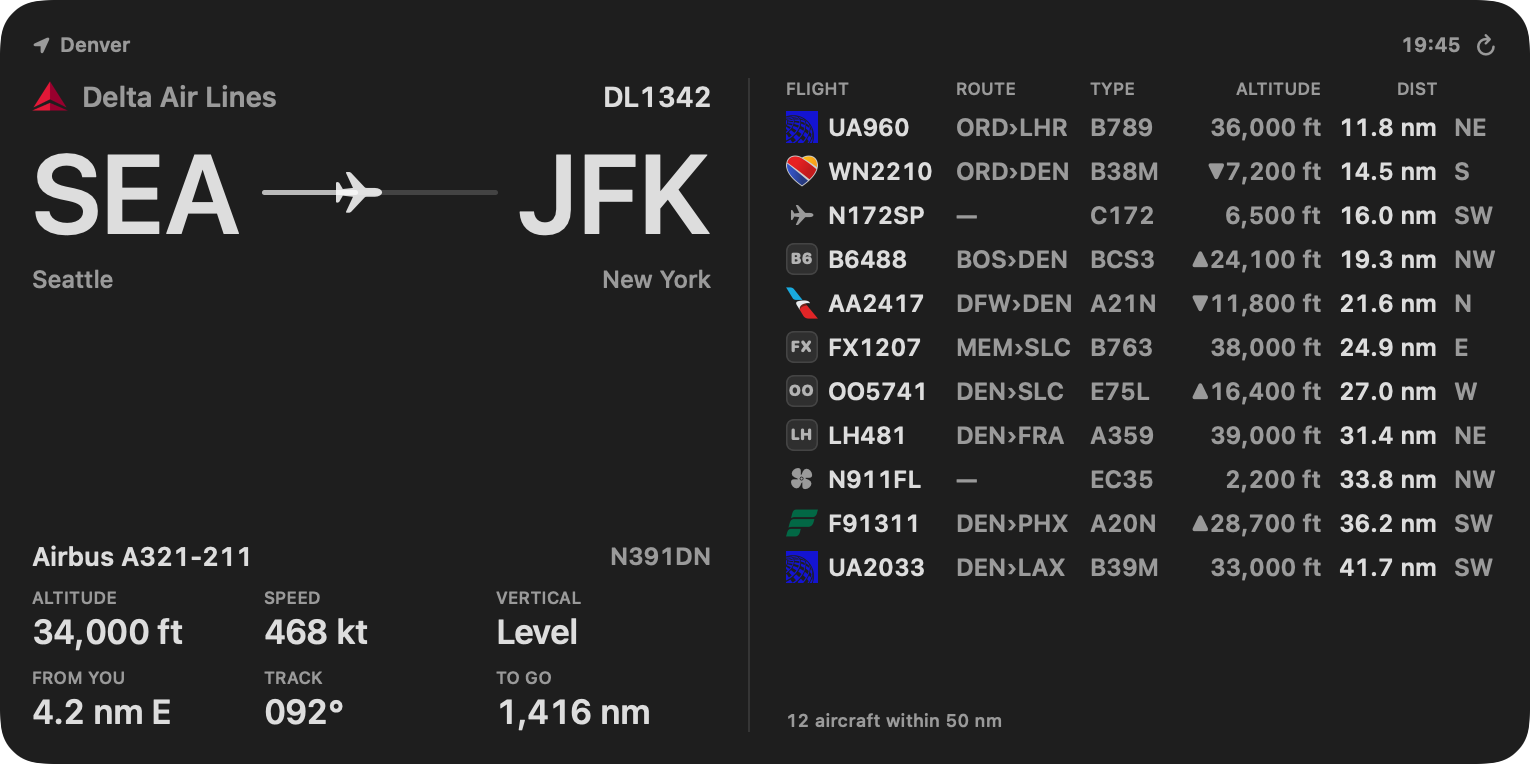 Denver
19:45
Delta Air Lines
DL1342
SEA
JFK
Seattle
New York
Airbus A321-211
N391DN
ALTITUDE SPEED VERTICAL
34,000 ft 468 kt Level
FROM YOU TRACK TO GO
4.2 nm E 092° 1,416 nm
FLIGHT ROUTE TYPE ALTITUDE DIST
UA960 ORD›LHR B789 36,000 ft 11.8 nm NE
WN2210 ORD›DEN B38M ▼7,200 ft 14.5 nm S
N172SP — C172 6,500 ft 16.0 nm SW
B6 B6488 BOS›DEN BCS3 ▲24,100 ft 19.3 nm NW
AA2417 DFW›DEN A21N ▼11,800 ft 21.6 nm N
FX FX1207 MEM›SLC B763 38,000 ft 24.9 nm E
OO OO5741 DEN›SLC E75L ▲16,400 ft 27.0 nm W
LH LH481 DEN›FRA A359 39,000 ft 31.4 nm NE
N911FL — EC35 2,200 ft 33.8 nm NW
F91311 DEN›PHX A20N ▲28,700 ft 36.2 nm SW
UA2033 DEN›LAX B39M 33,000 ft 41.7 nm SW
12 aircraft within 50 nm